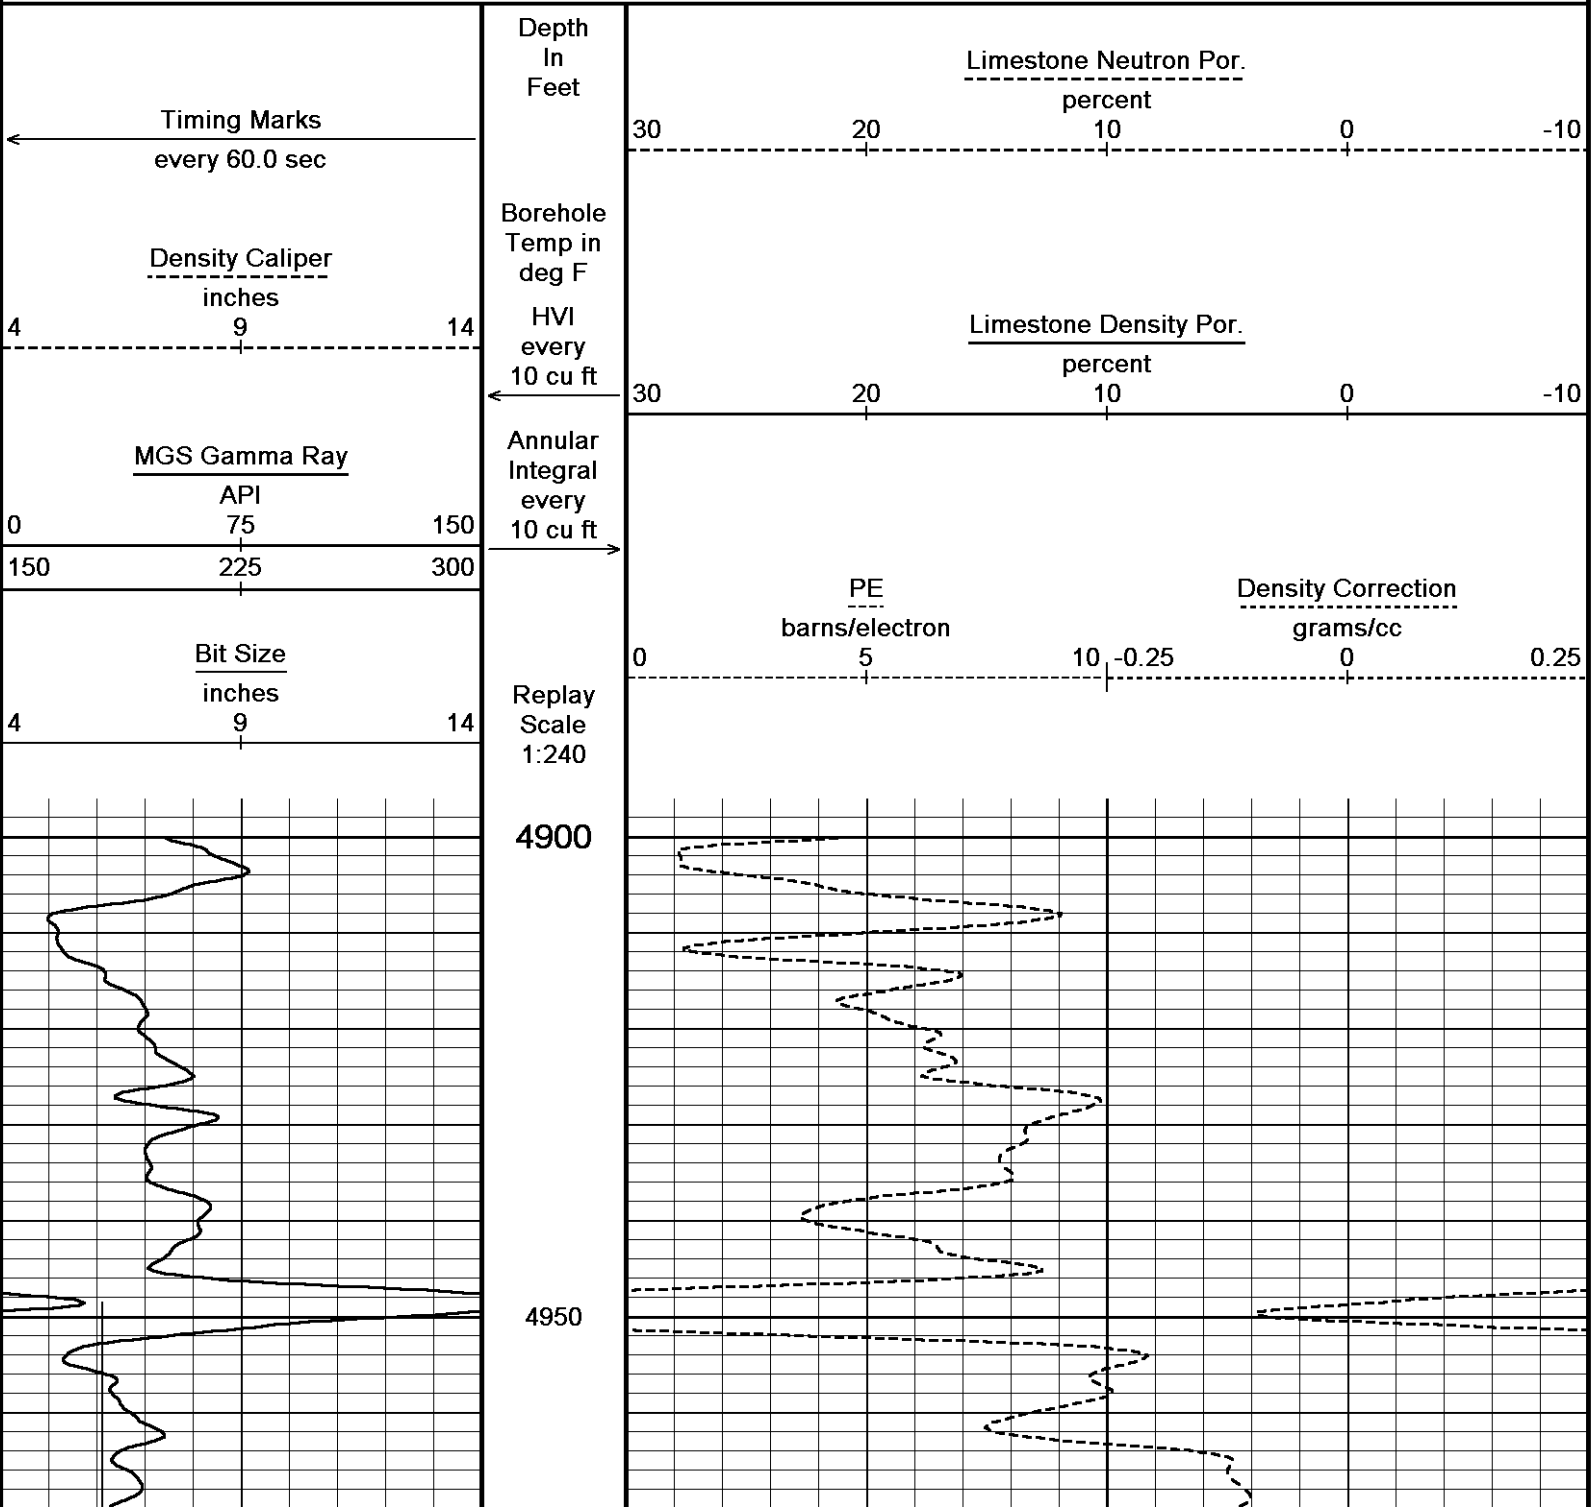 Timing Marks
every 60.0 sec
Density Caliper
inches
4 9 14
MGS Gamma Ray
API
0 75 150
150 225 300
Bit Size
inches
4 9 14
Depth
In
Feet
Borehole
Temp in
deg F
HVI
every
10 cu ft
Annular
Integral
every
10 cu ft
Replay
Scale
1:240
Limestone Neutron Por.
percent
30 20 10 0 -10
Limestone Density Por.
percent
30 20 10 0 -10
PE
barns/electron
0 5 10
Density Correction
grams/cc
-0.25 0 0.25
4900
4950